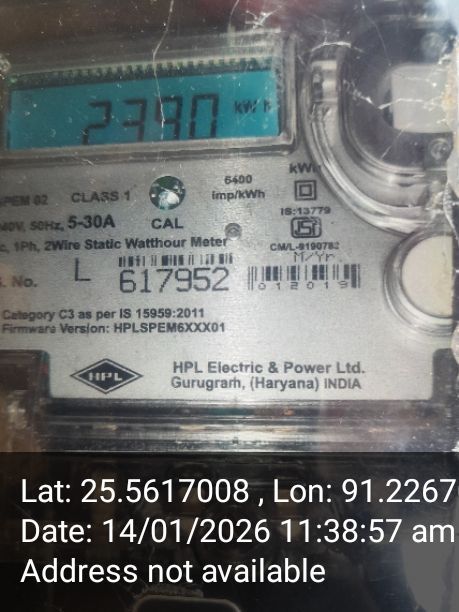 2390 kWh
SPEM 02 CLASS 1 6400 imp/kWh kWh
240V, 50Hz, 5-30A CAL IS:13779
1Ph, 2Wire Static Watthour Meter CM/L-9190782
M/Yr.
No. L 617952 012019
Category C3 as per IS 15959:2011
Firmware Version: HPLSPEM6XXX01
HPL HPL Electric & Power Ltd.
Gurugram, (Haryana) INDIA
Lat: 25.5617008 , Lon: 91.2267
Date: 14/01/2026 11:38:57 am
Address not available